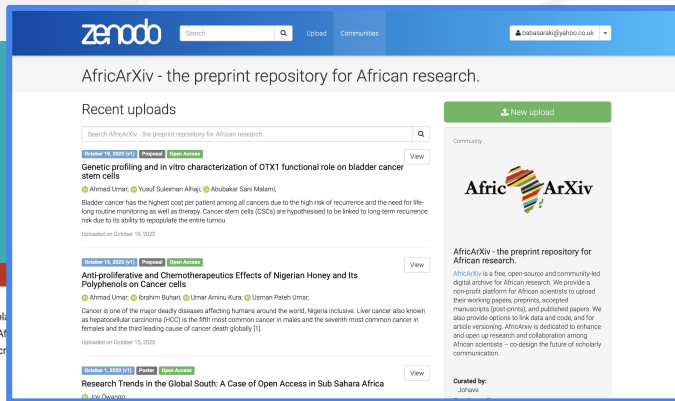 zenodo
Search
Upload
Communities
babasaraki@yahoo.co.uk
AfricArXiv - the preprint repository for African research.
Recent uploads
Search AfricArXiv - the preprint repository for African research.
October 19, 2020 (v1) Proposal Open Access
View
Genetic profiling and in vitro characterization of OTX1 functional role on bladder cancer
stem cells
Ahmad Umar; Yusuf Suleiman Alhaji; Abubakar Sani Malami;
Bladder cancer has the highest cost per patient among all cancers due to the high risk of recurrence and the need for life-
long routine monitoring as well as therapy. Cancer stem cells (CSCs) are hypothesised to be linked to long-term recurrence
risk due to its ability to repopulate the entire tumou
Uploaded on October 19, 2020
October 15, 2020 (v1) Proposal Open Access
View
Anti-proliferative and Chemotherapeutics Effects of Nigerian Honey and Its
Polyphenols on Cancer cells
Ahmad Umar; Ibrahim Buhari; Umar Aminu Kura; Usman Pateh Umar;
Cancer is one of the major deadly diseases affecting humans around the world, Nigeria inclusive. Liver cancer also known
as hepatocellular carcinoma (HCC) is the fifth most common cancer in males and the seventh most common cancer in
females and the third leading cause of cancer death globally [1].
Uploaded on October 15, 2020
October 1, 2020 (v1) Poster Open Access
View
Research Trends in the Global South: A Case of Open Access in Sub Sahara Africa
Joy Owango;
New upload
Community
Afric ArXiv
AfricArXiv - the preprint repository for
African research.
AfricArXiv is a free, open-source and community-led
digital archive for African research. We provide a
non-profit platform for African scientists to upload
their working papers, preprints, accepted
manuscripts (post-prints), and published papers. We
also provide options to link data and code, and for
article versioning. AfricArxiv is dedicated to enhance
and open up research and collaboration among
African scientists – co-design the future of scholarly
communication.
Curated by:
Johave